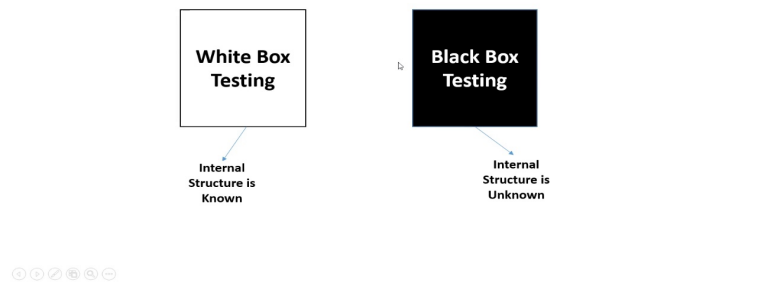 White Box
Testing
Black Box
Testing
Internal
Structure is
Known
Internal
Structure is
Unknown